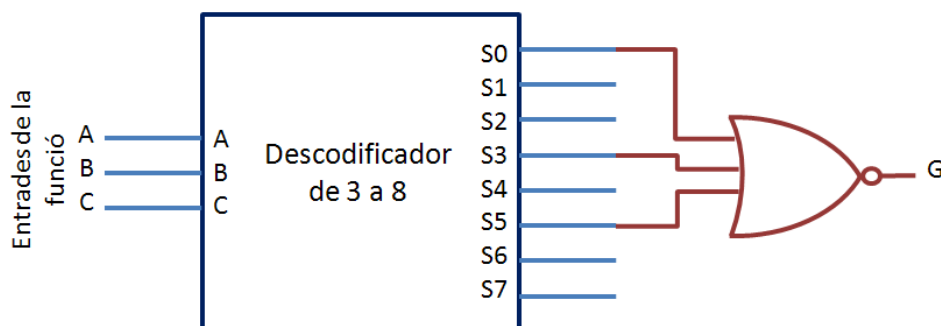 Entrades de la
funció
A
B
C
A
B
C
Descodificador
de 3 a 8
S0
S1
S2
S3
S4
S5
S6
S7
G